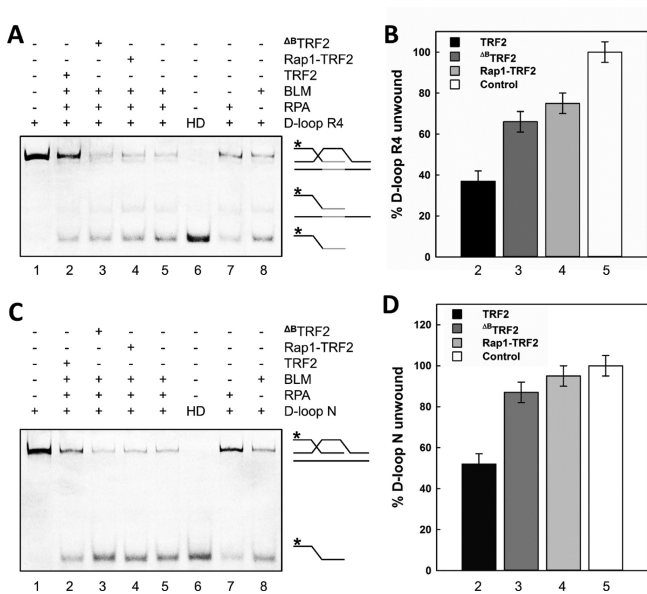 A
- - + - - - - - ΔBTRF2
- - - + - - - - Rap1-TRF2
- + - - - - - - TRF2
- + + + + - - + BLM
- + + + + - + - RPA
+ + + + + HD + + D-loop R4
*
*
*
1 2 3 4 5 6 7 8
B
TRF2
ΔBTRF2
Rap1-TRF2
Control
% D-loop R4 unwound
100
80
60
40
20
0
2 3 4 5
C
- - + - - - - - ΔBTRF2
- - - + - - - - Rap1-TRF2
- + - - - - - - TRF2
- + + + + - - + BLM
- + + + + - + - RPA
+ + + + + HD + + D-loop N
*
*
1 2 3 4 5 6 7 8
D
TRF2
ΔBTRF2
Rap1-TRF2
Control
% D-loop N unwound
120
100
80
60
40
20
0
2 3 4 5